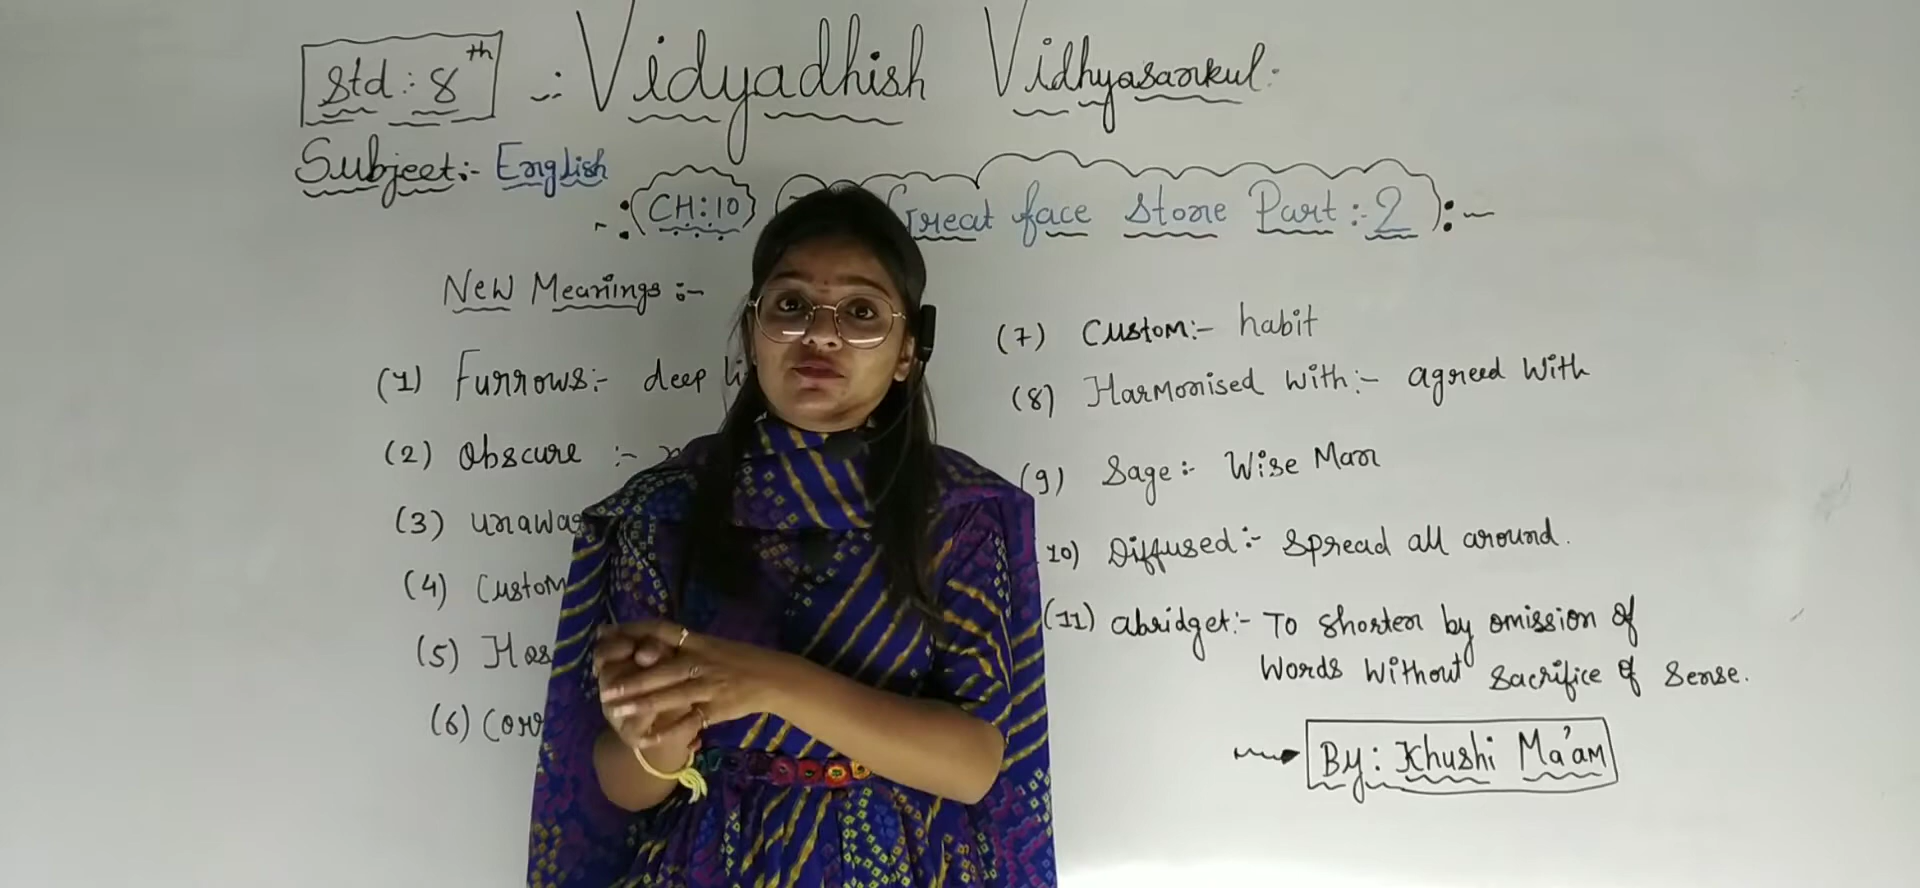 Std:- 8th
-:- Vidyadhish Vidhyasankul:-
Subject:- English
CH:10 Great face stone Part:-2
New Meanings:-
(1) Furrows:- deep
(2) Obscure :-
(3)
(4) Custom
(5)
(6)
(7) Custom:- habit
(8) Harmonised with:- agreed with
(9) Sage:- Wise Man
10) Diffused:- Spread all around.
(11) abridget:- To shorten by omission of
words without sacrifice of sense.
By: Khushi Ma'am